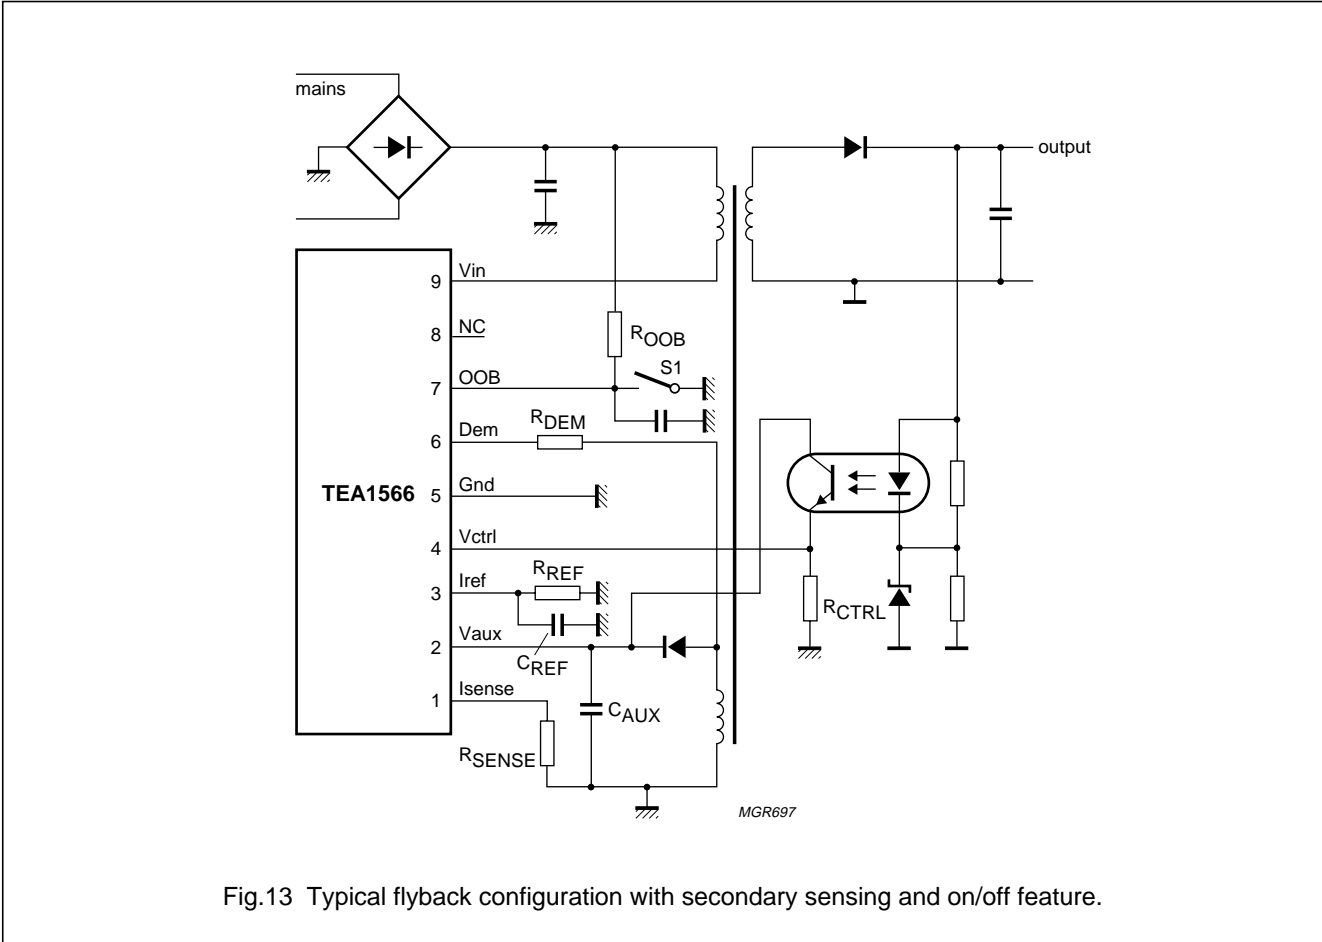 mains
output
9 Vin
8 NC
7 OOB
6 Dem
5 Gnd
4 Vctrl
3 Iref
2 Vaux
1 Isense
TEA1566
ROOB
S1
RDEM
RREF
CREF
RCTRL
CAUX
RSENSE
MGR697
Fig.13 Typical flyback configuration with secondary sensing and on/off feature.